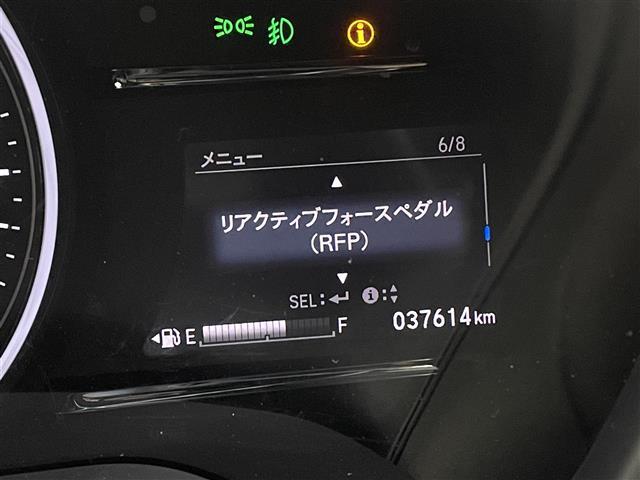 メニュー 6/8
リアクティブフォースペダル
(RFP)
SEL: i:
E F 037614km